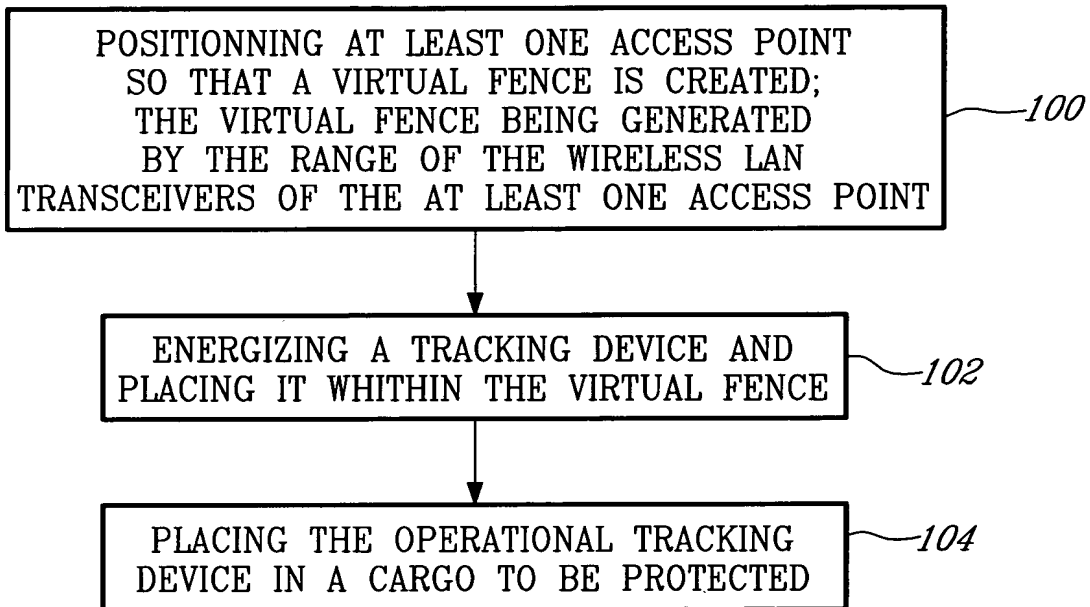 POSITIONNING AT LEAST ONE ACCESS POINT
SO THAT A VIRTUAL FENCE IS CREATED;
THE VIRTUAL FENCE BEING GENERATED
BY THE RANGE OF THE WIRELESS LAN
TRANSCEIVERS OF THE AT LEAST ONE ACCESS POINT
100
ENERGIZING A TRACKING DEVICE AND
PLACING IT WHITHIN THE VIRTUAL FENCE
102
PLACING THE OPERATIONAL TRACKING
DEVICE IN A CARGO TO BE PROTECTED
104